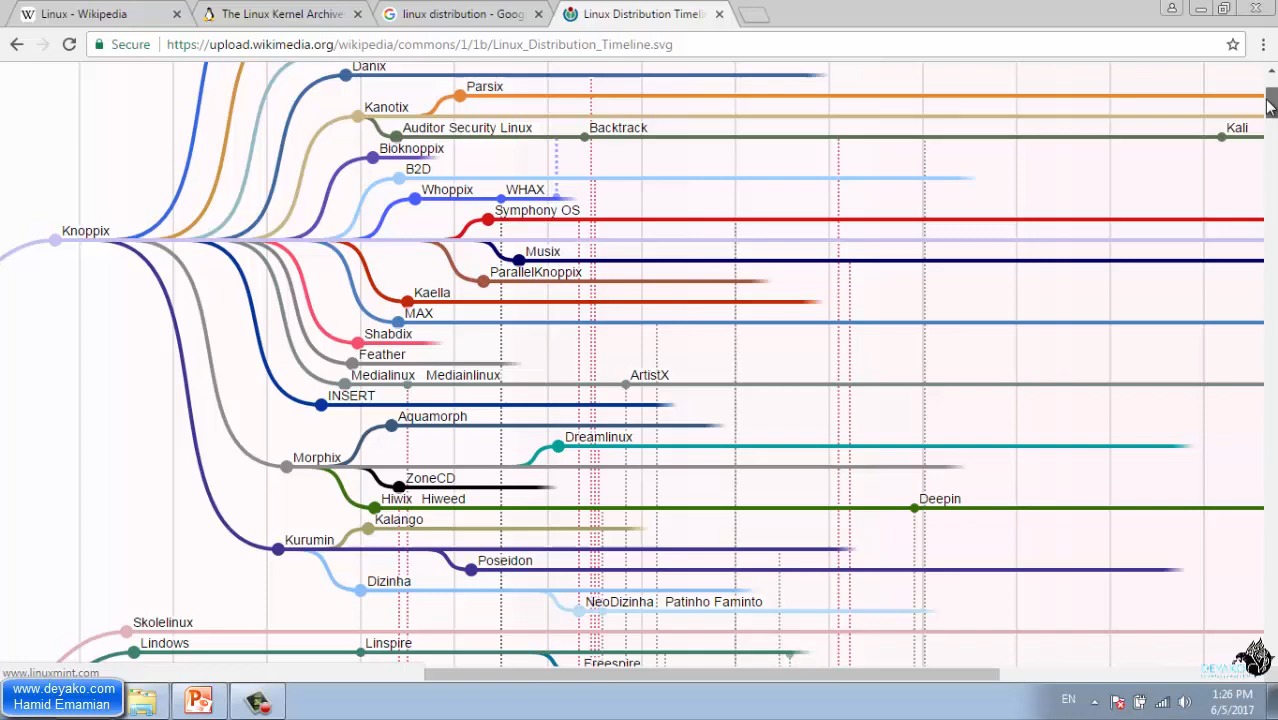 Linux - Wikipedia
The Linux Kernel Archive
linux distribution - Goog
Linux Distribution Timeli
Secure
https://upload.wikimedia.org/wikipedia/commons/1/1b/Linux_Distribution_Timeline.svg
Danix
Parsix
Kanotix
Auditor Security Linux Backtrack Kali
Bioknoppix
B2D
Whoppix WHAX
Symphony OS
Knoppix
Musix
ParallelKnoppix
Kaella
MAX
Shabdix
Feather
Medialinux Mediainlinux ArtistX
INSERT
Aquamorph
Dreamlinux
Morphix
ZoneCD
Hiwix Hiweed Deepin
Kalango
Kurumin
Poseidon
Dizinha
NeoDizinha Patinho Faminto
Skolelinux
Lindows Linspire
Freespire
www.linuxmint.com
DEYAKO
www.deyako.com
Hamid Emamian
EN
1:26 PM
6/5/2017